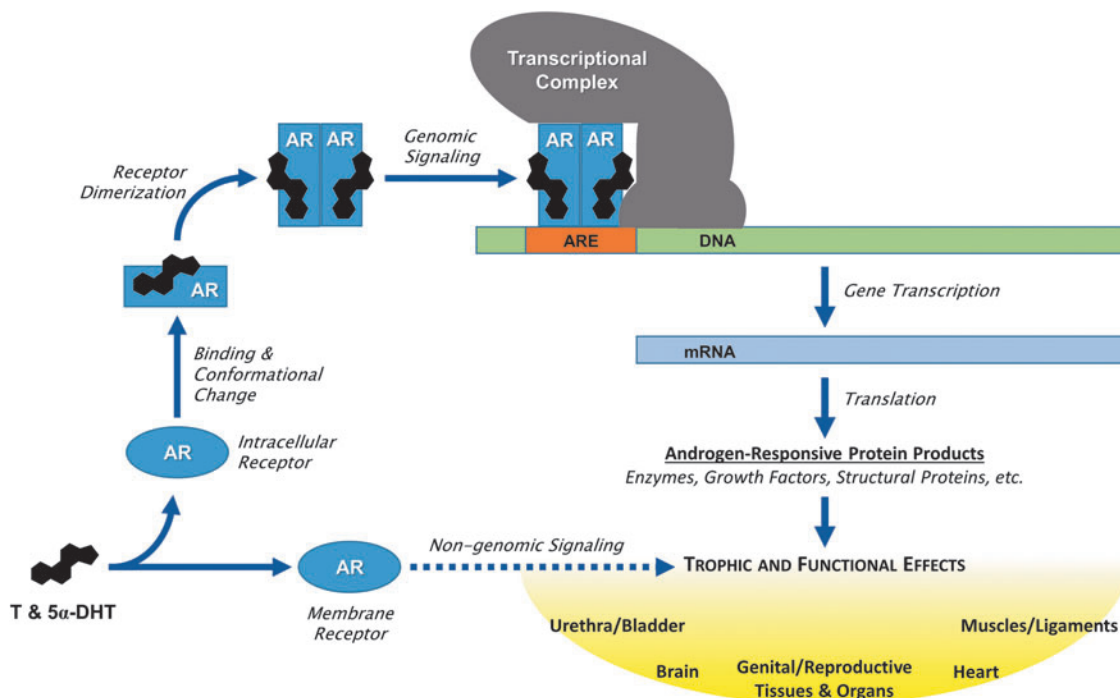 Transcriptional
Complex
AR AR
Genomic
Signaling
AR AR
Receptor
Dimerization
ARE
DNA
AR
Gene Transcription
mRNA
Binding &
Conformational
Change
Translation
AR
Intracellular
Receptor
Androgen-Responsive Protein Products
Enzymes, Growth Factors, Structural Proteins, etc.
T & 5α-DHT
AR
Membrane
Receptor
Non-genomic Signaling
TROPHIC AND FUNCTIONAL EFFECTS
Urethra/Bladder
Muscles/Ligaments
Brain
Genital/Reproductive
Tissues & Organs
Heart